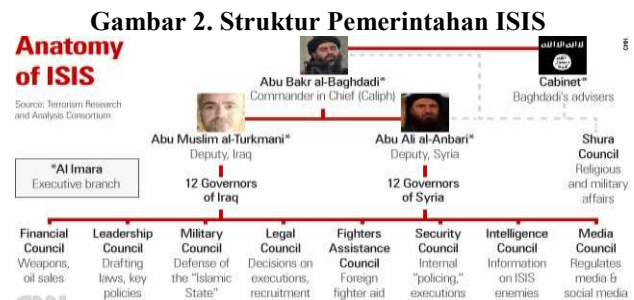 Gambar 2. Struktur Pemerintahan ISIS
Anatomy
of ISIS
Source: Terrorism Research
and Analysis Consortium
Abu Bakr al-Baghdadi*
Commander in Chief (Caliph)
Cabinet*
Baghdadi's advisers
Abu Muslim al-Turkmani*
Deputy, Iraq
Abu Ali al-Anbari*
Deputy, Syria
Shura
Council
Religious
and military
affairs
*Al Imara
Executive branch
12 Governors
of Iraq
12 Governors
of Syria
Financial
Council
Weapons,
oil sales
Leadership
Council
Drafting
laws, key
policies
Military
Council
Defense of
the "Islamic
State"
Legal
Council
Decisions on
executions,
recruitment
Fighters
Assistance
Council
Foreign
fighter aid
Security
Council
Internal
"policing,"
executions
Intelligence
Council
Information
on ISIS
enemies
Media
Council
Regulates
media &
social media